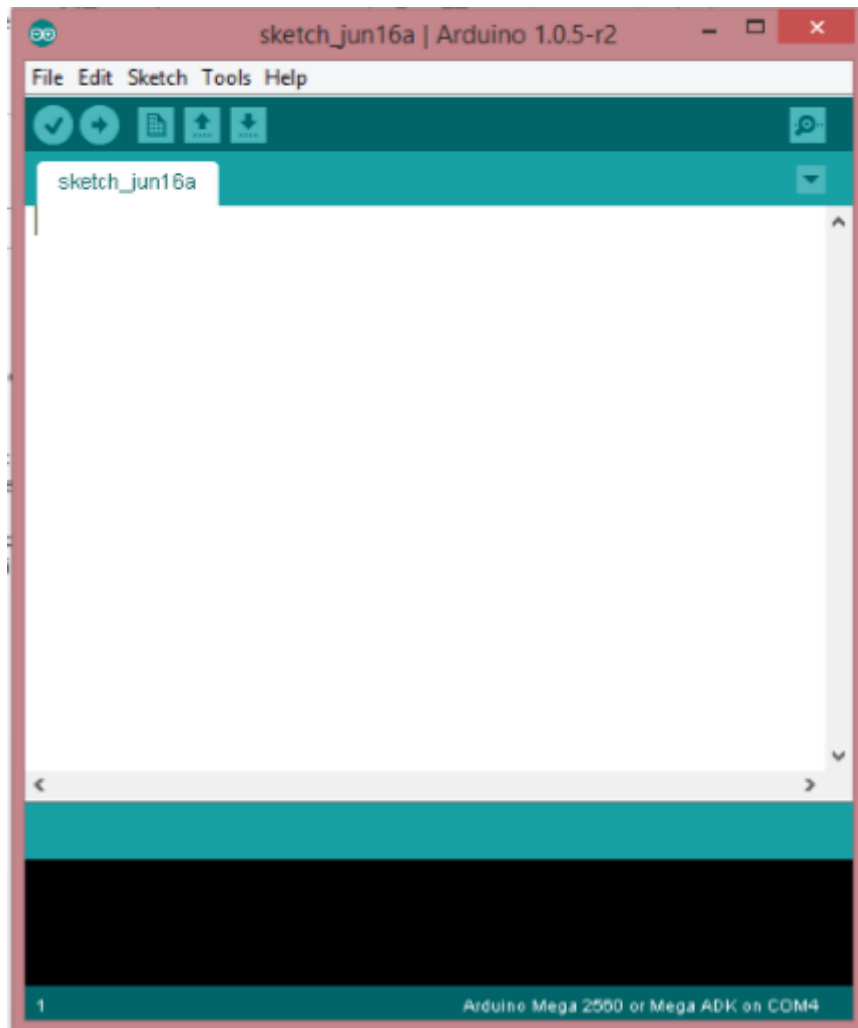 sketch_jun16a | Arduino 1.0.5-r2
File Edit Sketch Tools Help
sketch_jun16a
1 Arduino Mega 2560 or Mega ADK on COM4